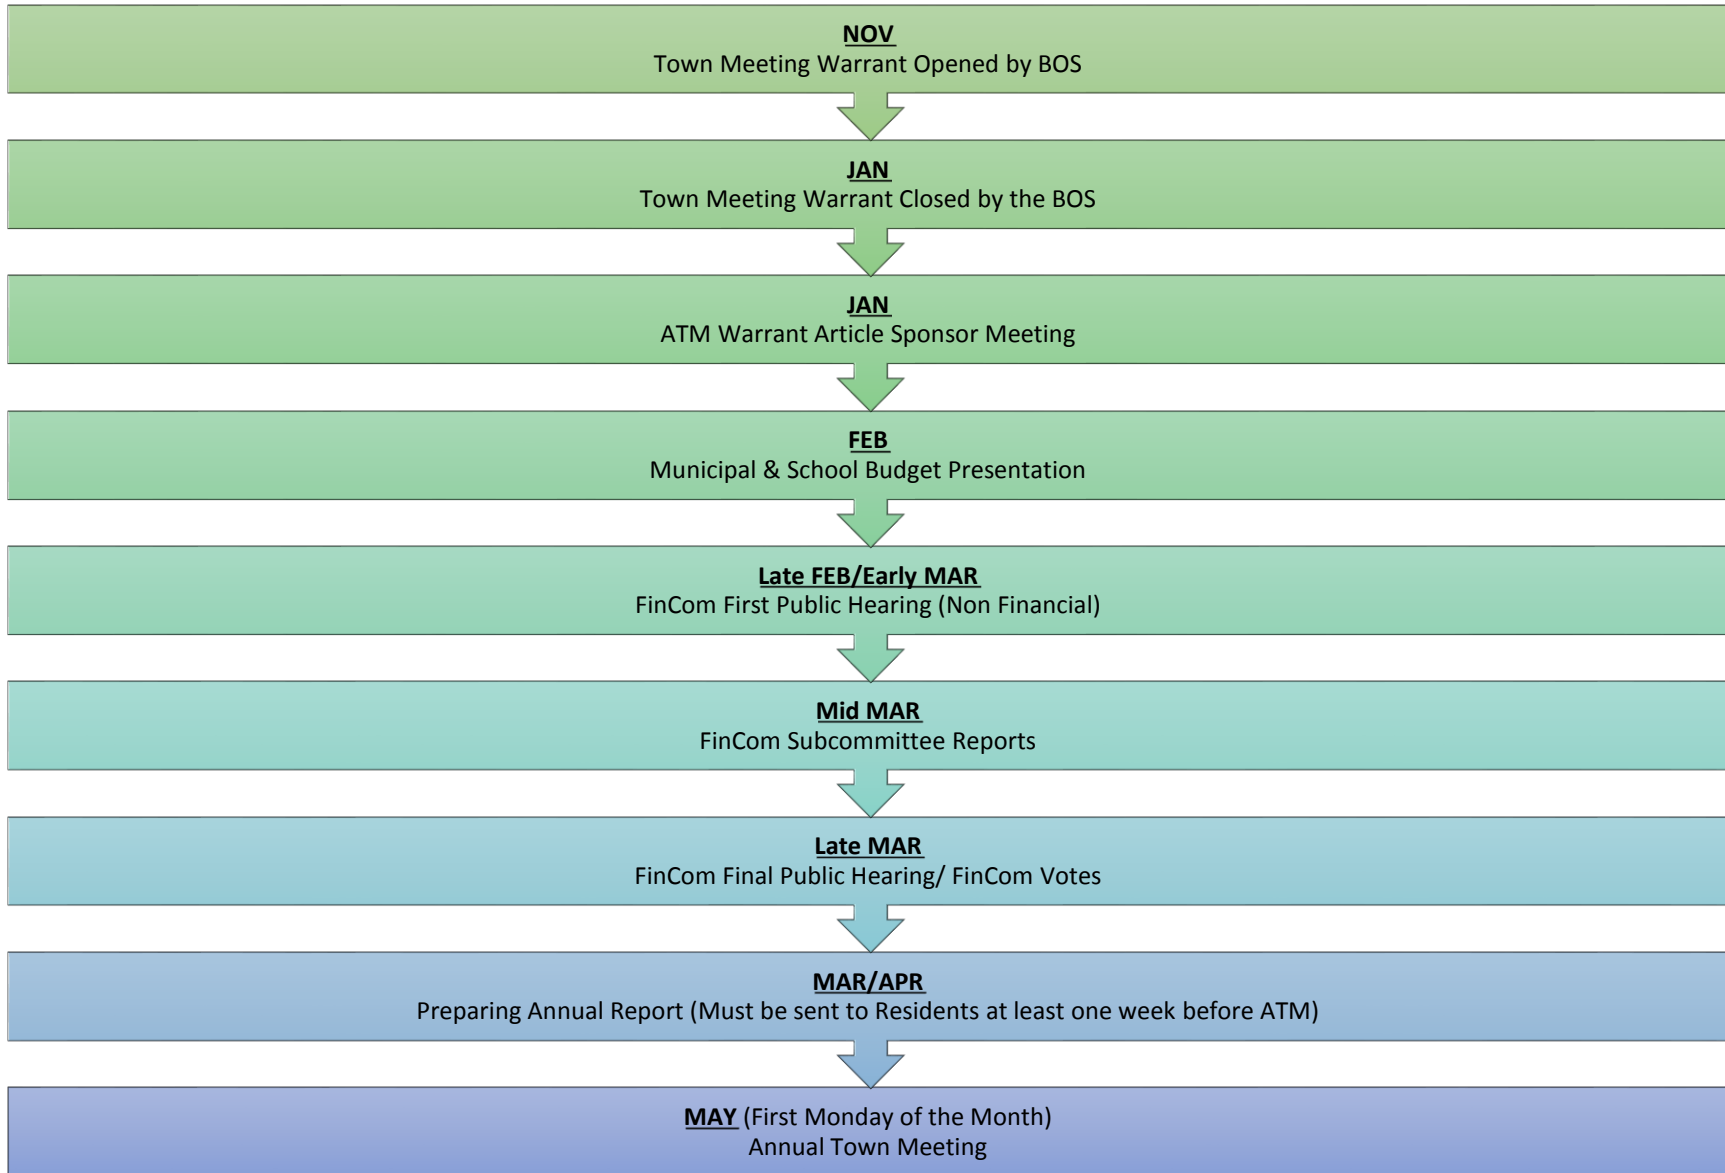 NOV
Town Meeting Warrant Opened by BOS
JAN
Town Meeting Warrant Closed by the BOS
JAN
ATM Warrant Article Sponsor Meeting
FEB
Municipal & School Budget Presentation
Late FEB/Early MAR
FinCom First Public Hearing (Non Financial)
Mid MAR
FinCom Subcommittee Reports
Late MAR
FinCom Final Public Hearing/ FinCom Votes
MAR/APR
Preparing Annual Report (Must be sent to Residents at least one week before ATM)
MAY (First Monday of the Month)
Annual Town Meeting